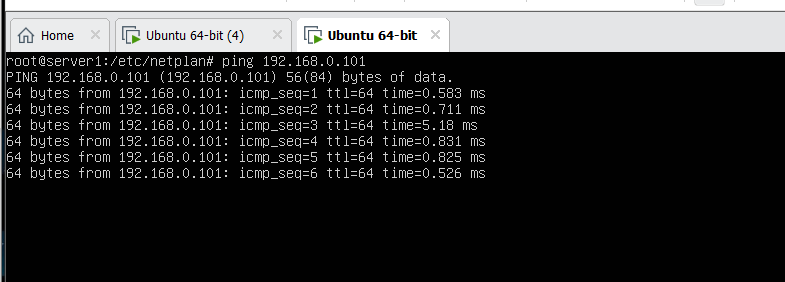 Home
Ubuntu 64-bit (4)
Ubuntu 64-bit
root@server1:/etc/netplan# ping 192.168.0.101
PING 192.168.0.101 (192.168.0.101) 56(84) bytes of data.
64 bytes from 192.168.0.101: icmp_seq=1 ttl=64 time=0.583 ms
64 bytes from 192.168.0.101: icmp_seq=2 ttl=64 time=0.711 ms
64 bytes from 192.168.0.101: icmp_seq=3 ttl=64 time=5.18 ms
64 bytes from 192.168.0.101: icmp_seq=4 ttl=64 time=0.831 ms
64 bytes from 192.168.0.101: icmp_seq=5 ttl=64 time=0.825 ms
64 bytes from 192.168.0.101: icmp_seq=6 ttl=64 time=0.526 ms